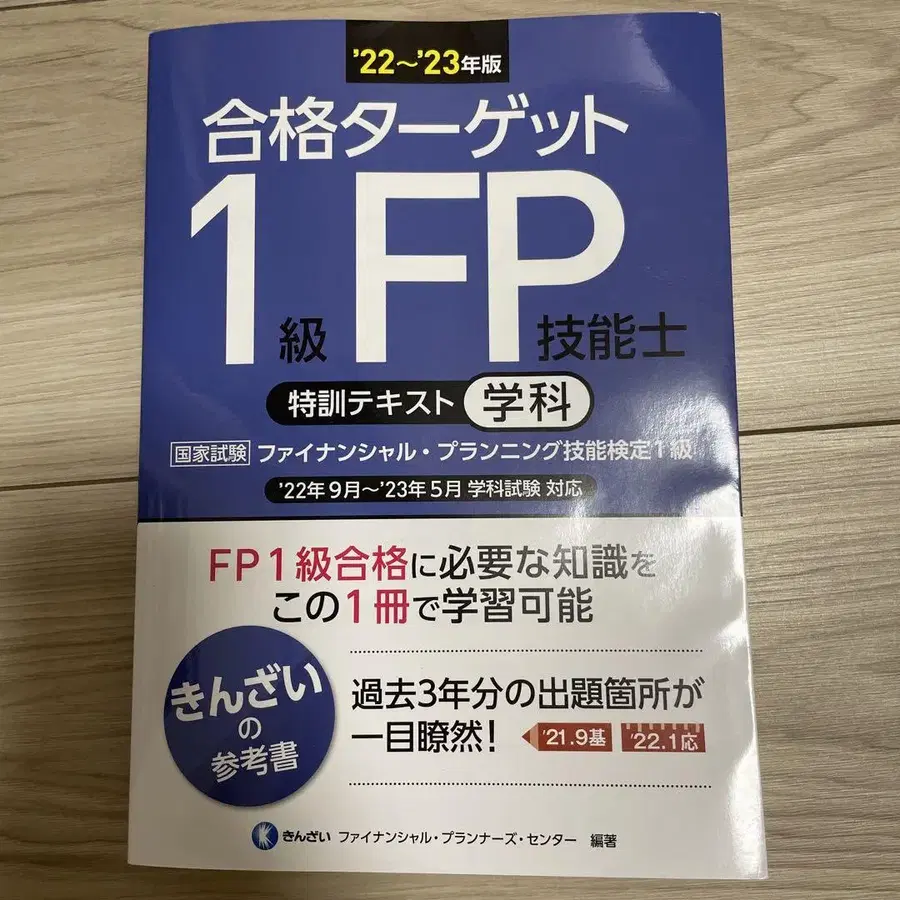 '22～'23年版
合格ターゲット
1級FP技能士
特訓テキスト 学科
国家試験 ファイナンシャル・プランニング技能検定1級
'22年9月～'23年5月 学科試験 対応
FP1級合格に必要な知識を
この1冊で学習可能
きんざい
の
参考書
過去3年分の出題箇所が
一目瞭然! '21.9基 '22.1応
きんざい ファイナンシャル・プランナーズ・センター 編著